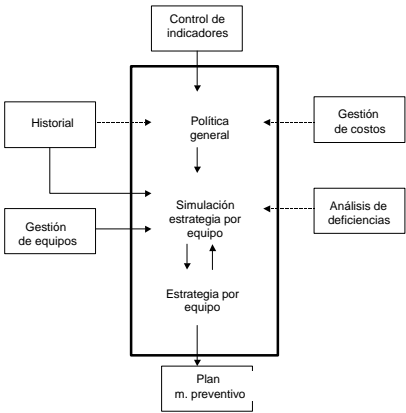 Control de
indicadores
Historial
Política
general
Gestión
de costos
Simulación
estrategia por
equipo
Análisis de
deficiencias
Gestión
de equipos
Estrategia por
equipo
Plan
m. preventivo